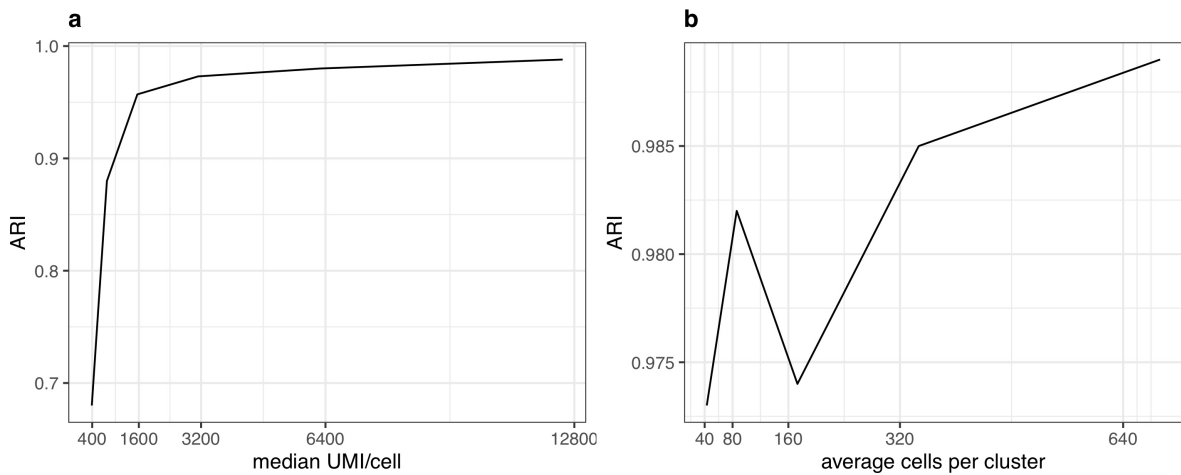 a
1.0
0.9
0.8
0.7
ARI
400 1600 3200 6400 12800
median UMI/cell
b
0.985
0.980
0.975
ARI
40 80 160 320 640
average cells per cluster